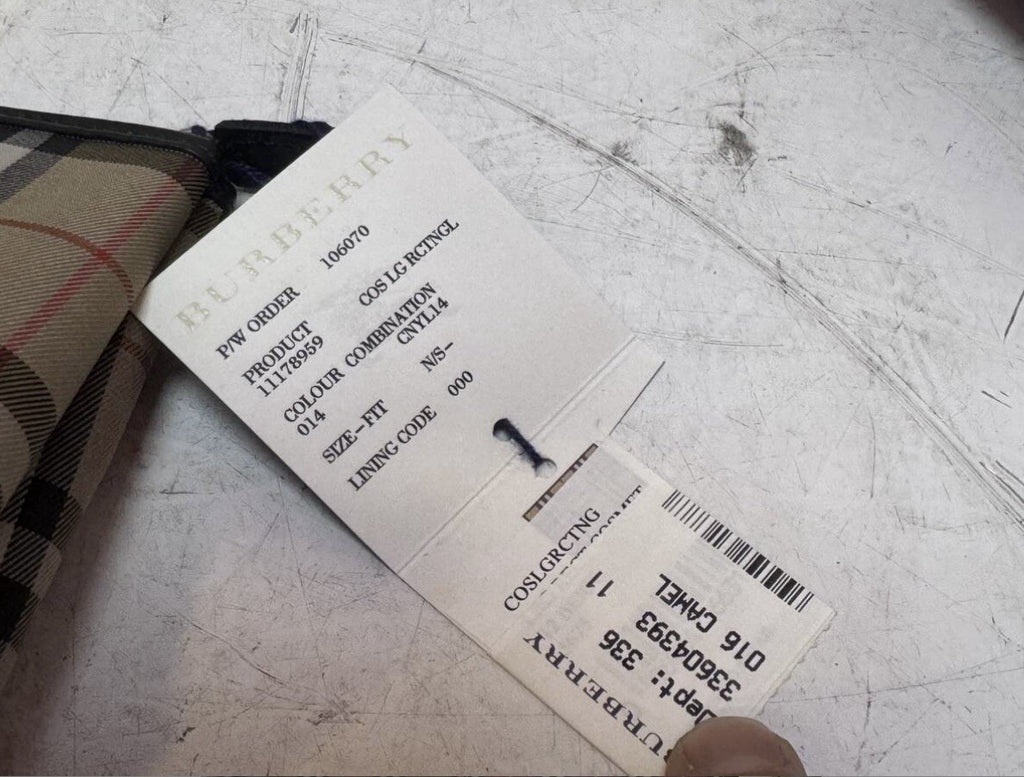 BURBERRY
P/W ORDER 106070
PRODUCT COS LG RCTNGL
11178959
COLOUR COMBINATION
014 CNYL14
SIZE-FIT N/S-
LINING CODE 000
COSLGRCTNG
BURBERRY
Dept: 336 11
33604393
016 CAMEL